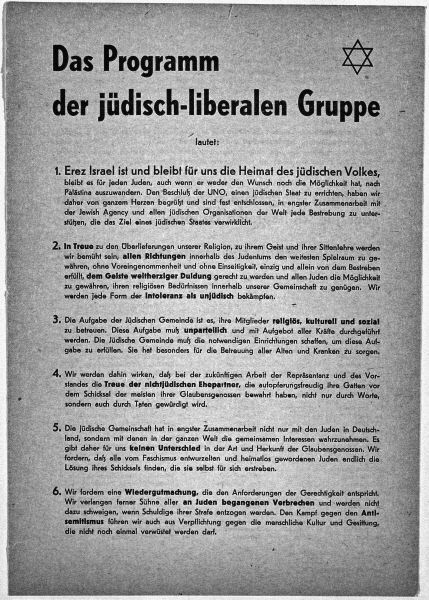 Das Programm
der jüdisch-liberalen Gruppe
lautet:
1. Erez Israel ist und bleibt für uns die Heimat des jüdischen Volkes,
bleibt es für jeden Juden, auch wenn er weder den Wunsch noch die Möglichkeit hat, nach
Palästina auszuwandern. Den Beschluß der UNO, einen jüdischen Staat zu errichten, haben wir
daher von ganzem Herzen begrüßt und sind fest entschlossen, in engster Zusammenarbeit mit
der Jewish Agency und allen jüdischen Organisationen der Welt jede Bestrebung zu unter-
stützen, die das Ziel eines jüdischen Staates verwirklicht.
2. In Treue zu den Überlieferungen unserer Religion, zu ihrem Geist und ihrer Sittenlehre werden
wir bemüht sein, allen Richtungen innerhalb des Judentums den weitesten Spielraum zu ge-
währen, ohne Voreingenommenheit und ohne Einseitigkeit, einzig und allein von dem Bestreben
erfüllt, dem Geiste weitherziger Duldung gerecht zu werden und allen Juden die Möglichkeit
zu gewähren, ihren religiösen Bedürfnissen innerhalb unserer Gemeinschaft zu genügen. Wir
werden jede Form der Intoleranz als unjüdisch bekämpfen.
3. Die Aufgabe der Jüdischen Gemeinde ist es, ihre Mitglieder religiös, kulturell und sozial
zu betreuen. Diese Aufgabe muß unparteilich und mit Aufgebot aller Kräfte durchgeführt
werden. Die Jüdische Gemeinde muß die notwendigen Einrichtungen schaffen, um diese Auf-
gabe zu erfüllen. Sie hat besonders für die Betreuung aller Alten und Kranken zu sorgen.
4. Wir werden dahin wirken, daß bei der zukünftigen Arbeit der Repräsentanz und des Vor-
standes die Treue der nichtjüdischen Ehepartner, die aufopferungsfreudig ihre Gatten vor
dem Schicksal der meisten ihrer Glaubensgenossen bewahrt haben, nicht nur durch Worte,
sondern auch durch Taten gewürdigt wird.
5. Die jüdische Gemeinschaft hat in engster Zusammenarbeit nicht nur mit den Juden in Deutsch-
land, sondern mit denen in der ganzen Welt die gemeinsamen Interessen wahrzunehmen. Es
gibt daher für uns keinen Unterschied in der Art und Herkunft der Glaubensgenossen. Wir
fordern, daß alle vom Faschismus entwurzelten und heimatlos gewordenen Juden endlich die
Lösung ihres Schicksals finden, die sie selbst für sich erstreben.
6. Wir fordern eine Wiedergutmachung, die den Anforderungen der Gerechtigkeit entspricht.
Wir verlangen ferner Sühne aller an Juden begangenen Verbrechen und werden nicht
dazu schweigen, wenn Schuldige ihrer Strafe entzogen werden. Den Kampf gegen den Anti-
semitismus führen wir auch aus Verpflichtung gegen die menschliche Kultur und Gesittung,
die nicht noch einmal verwüstet werden darf.